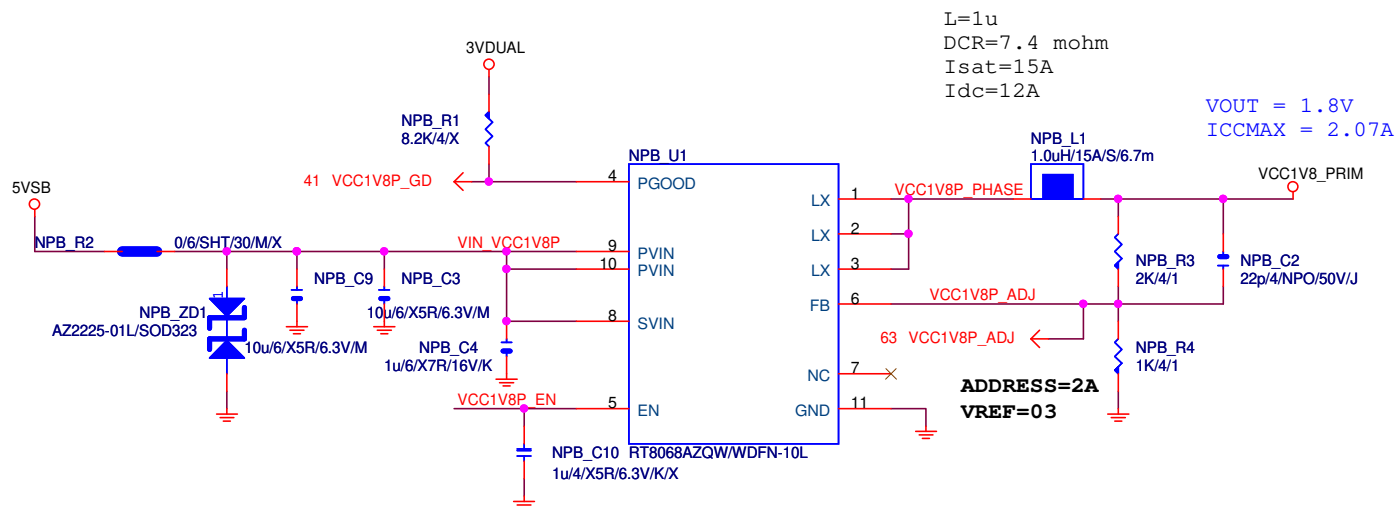 L=1u
DCR=7.4 mohm
Isat=15A
Idc=12A
VOUT = 1.8V
ICCMAX = 2.07A
3VDUAL
NPB_R1
8.2K/4/X
NPB_U1
NPB_L1
1.0uH/15A/S/6.7m
VCC1V8_PRIM
5VSB
41 VCC1V8P_GD
4
PGOOD
LX
1
VCC1V8P_PHASE
NPB_R2
0/6/SHT/30/M/X
VIN_VCC1V8P
9
PVIN
10
PVIN
LX
2
LX
3
NPB_R3
2K/4/1
NPB_C2
22p/4/NPO/50V/J
NPB_C9
NPB_C3
10u/6/X5R/6.3V/M
1
NPB_ZD1
AZ2225-01L/SOD323
10u/6/X5R/6.3V/M
8
SVIN
FB
6
VCC1V8P_ADJ
63 VCC1V8P_ADJ
NPB_C4
1u/6/X7R/16V/K
NPB_R4
1K/4/1
NC
7
ADDRESS=2A
VREF=03
VCC1V8P_EN
5
EN
GND
11
NPB_C10
1u/4/X5R/6.3V/K/X
RT8068AZQW/WDFN-10L